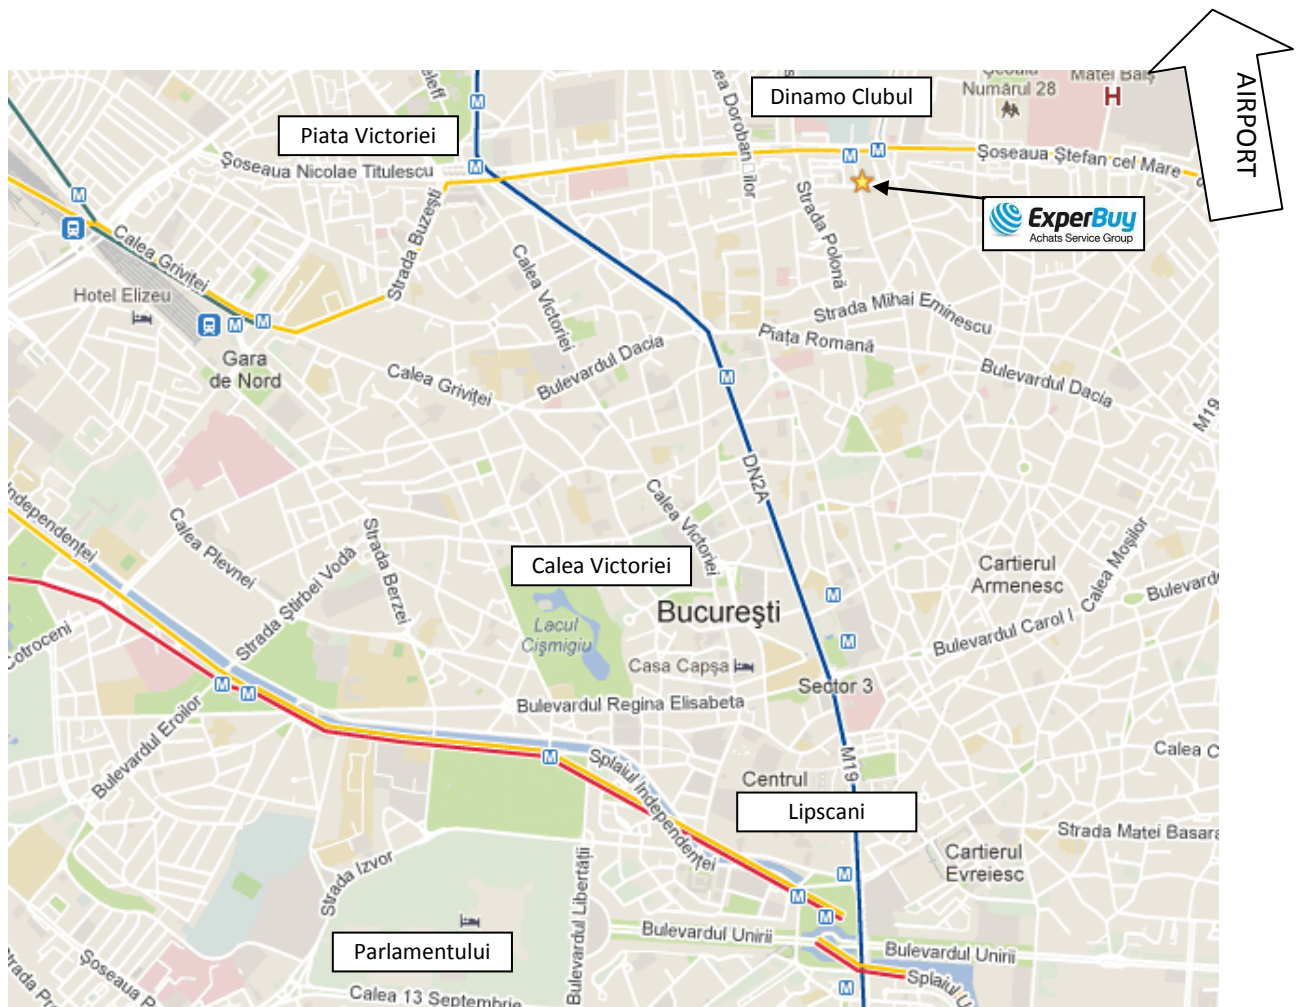 AIRPORT
Dinamo Clubul
Numărul 28
Matei Balș
H
Piata Victoriei
Șoseaua Nicolae Titulescu
Șoseaua Ștefan cel Mare
ExperBuy
Achats Service Group
Strada Polonă
Strada Buzești
Calea Griviței
Calea Victoriei
Hotel Elizeu
Strada Mihai Eminescu
Piața Romană
Gara
de Nord
Bulevardul Dacia
Calea Griviței
Bulevardul Dacia
M19
DN2A
Independenței
Calea Plevnei
Strada Știrbei Vodă
Strada Berzei
Calea Victoriei
Calea Victoriei
Cartierul
Armenesc
Calea Moșilor
București
Lacul
Cișmigiu
Bulevardul Carol I
Cotroceni
Casa Capșa
Sector 3
Bulevardul Regina Elisabeta
Bulevardul Eroilor
M19
Splaiul Independenței
Centrul
Lipscani
Strada Matei Basara
Cartierul
Evreiesc
Strada Izvor
Bulevardul Libertății
Parlamentului
Bulevardul Unirii
Bulevardul Unirii
Șoseaua P
Splaiul U
Calea 13 Septembrie